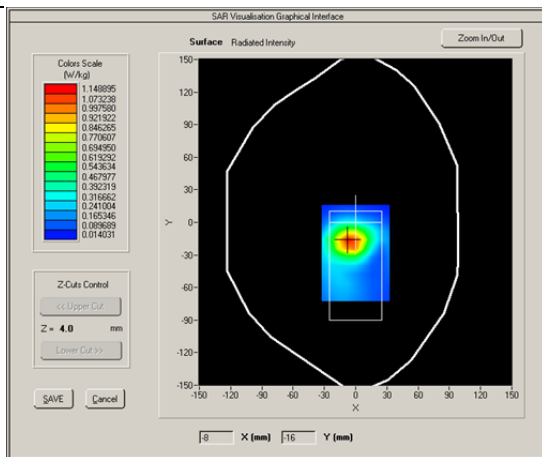 SAR Visualisation Graphical Interface
Surface Radiated Intensity
Zoom In/Out
Colors Scale
(W/kg)
1.148895
1.073238
0.997580
0.921922
0.846265
0.770607
0.694950
0.619292
0.543634
0.467977
0.392319
0.316662
0.241004
0.165346
0.089689
0.014031
Z-Cuts Control
<< Upper Cut
Z = 4.0 mm
Lower Cut >>
SAVE Cancel
150
120
90
60
30
0
-30
-60
-90
-120
-150
Y
-150 -120 -90 -60 -30 0 30 60 90 120 150
X
-8 X (mm) -16 Y (mm)